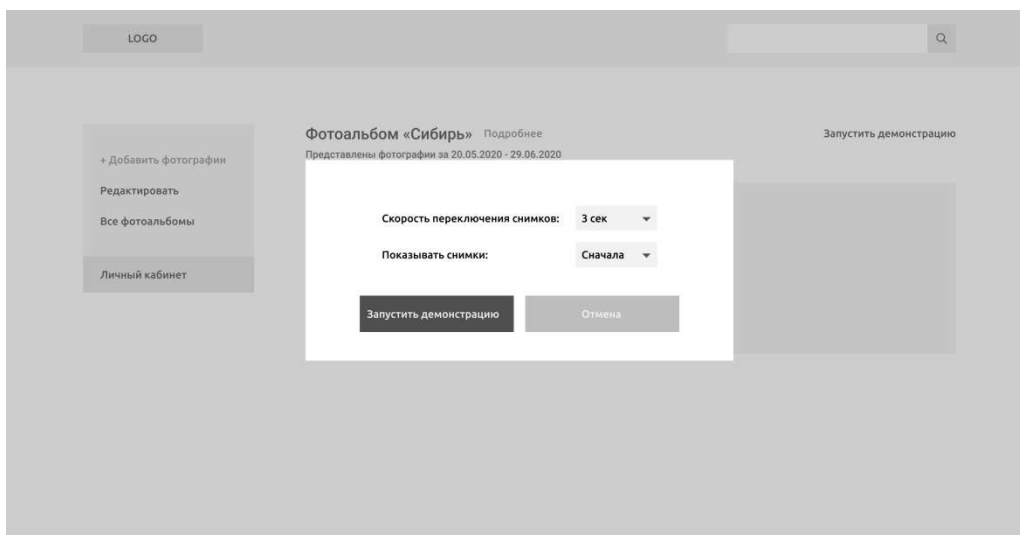 LOGO
Фотоальбом «Сибирь» Подробнее
Запустить демонстрацию
Представлены фотографии за 20.05.2020 - 29.06.2020
+ Добавить фотографии
Редактировать
Все фотоальбомы
Личный кабинет
Скорость переключения снимков: 3 сек
Показывать снимки: Сначала
Запустить демонстрацию
Отмена